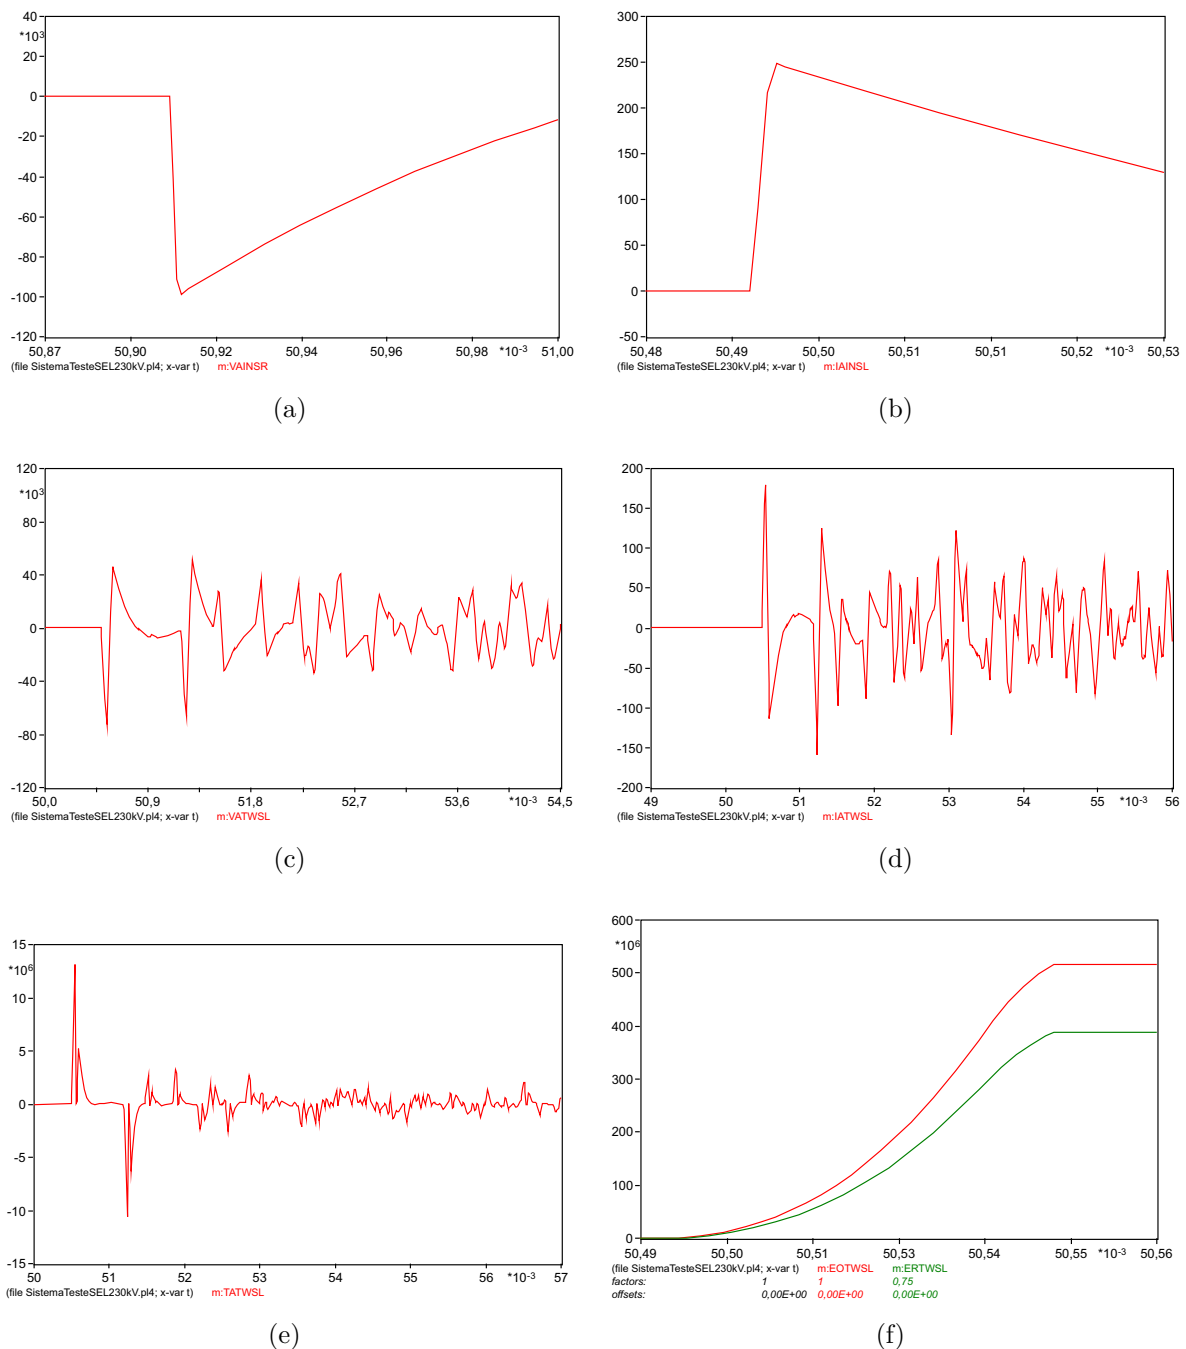 40
*10³
20
0
-20
-40
-60
-80
-100
-120
50,87 50,90 50,92 50,94 50,96 50,98 *10⁻³ 51,00
(file SistemaTesteSEL230kV.pl4; x-var t) m:VAINSR
(a)
300
250
200
150
100
50
0
-50
50,48 50,49 50,50 50,51 50,51 50,52 *10⁻³ 50,53
(file SistemaTesteSEL230kV.pl4; x-var t) m:IAINSL
(b)
120
*10³
80
40
0
-40
-80
-120
50,0 50,9 51,8 52,7 53,6 *10⁻³ 54,5
(file SistemaTesteSEL230kV.pl4; x-var t) m:VATWSL
(c)
200
150
100
50
0
-50
-100
-150
-200
49 50 51 52 53 54 55 *10⁻³ 56
(file SistemaTesteSEL230kV.pl4; x-var t) m:IATWSL
(d)
15
*10⁶
10
5
0
-5
-10
-15
50 51 52 53 54 55 56 *10⁻³ 57
(file SistemaTesteSEL230kV.pl4; x-var t) m:TATWSL
(e)
600
*10⁶
500
400
300
200
100
0
50,49 50,50 50,51 50,53 50,54 50,55 *10⁻³ 50,56
(file SistemaTesteSEL230kV.pl4; x-var t) m:EOTWSL m:ERTWSL
factors: 1 1 0,75
offsets: 0,00E+00 0,00E+00 0,00E+00
(f)